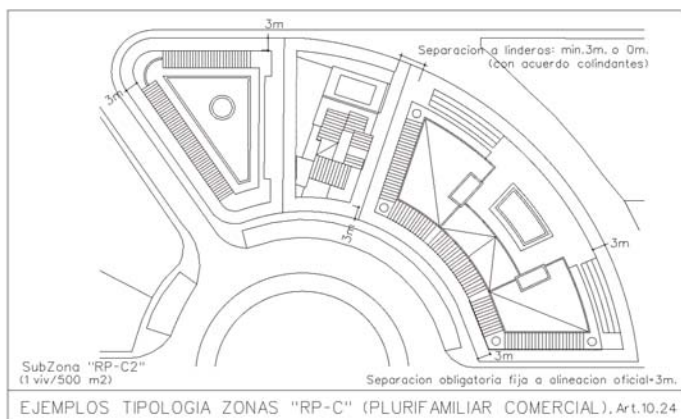 3m
Separacion a linderos: min.3m. o 0m.
(con acuerdo colindantes)
3m
3m
3m
3m
SubZona "RP-C2"
(1 viv/500 m2)
Separacion obligatoria fija a alineacion oficial=3m.
EJEMPLOS TIPOLOGIA ZONAS "RP-C" (PLURIFAMILIAR COMERCIAL). Art.10.24